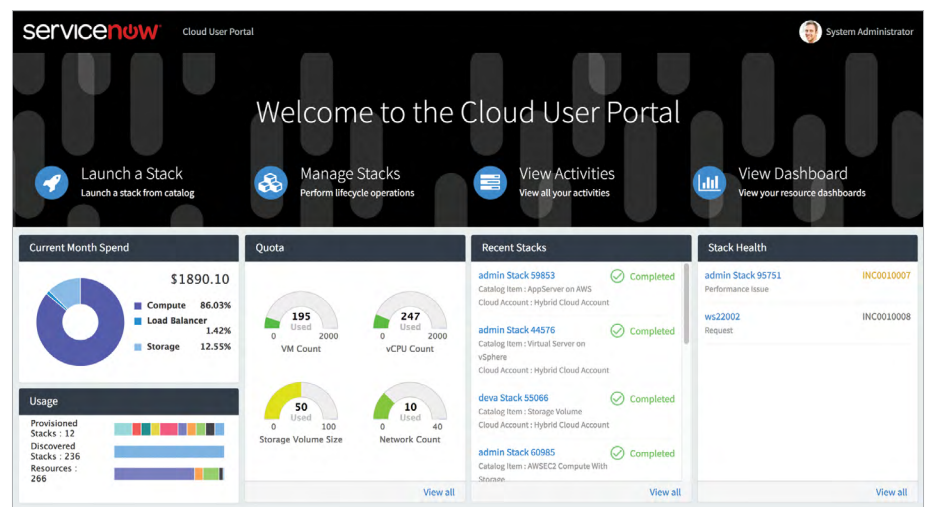 servicenow
Cloud User Portal
System Administrator
Welcome to the Cloud User Portal
Launch a Stack
Launch a stack from catalog
Manage Stacks
Perform lifecycle operations
View Activities
View all your activities
View Dashboard
View your resource dashboards
Current Month Spend
$1890.10
Compute 86.03%
Load Balancer
1.42%
Storage 12.55%
Usage
Provisioned
Stacks : 12
Discovered
Stacks : 236
Resources :
266
Quota
195
Used
0 2000
VM Count
247
Used
0 2000
vCPU Count
50
Used
0 100
Storage Volume Size
10
Used
0 40
Network Count
View all
Recent Stacks
admin Stack 59853 Completed
Catalog Item : AppServer on AWS
Cloud Account : Hybrid Cloud Account
admin Stack 44576 Completed
Catalog Item : Virtual Server on
vSphere
Cloud Account : Hybrid Cloud Account
deva Stack 55066 Completed
Catalog Item : Storage Volume
Cloud Account : Hybrid Cloud Account
admin Stack 60985 Completed
Catalog Item : AWSEC2 Compute With
Storage
View all
Stack Health
admin Stack 95751 INC0010007
Performance Issue
ws22002 INC0010008
Request
View all